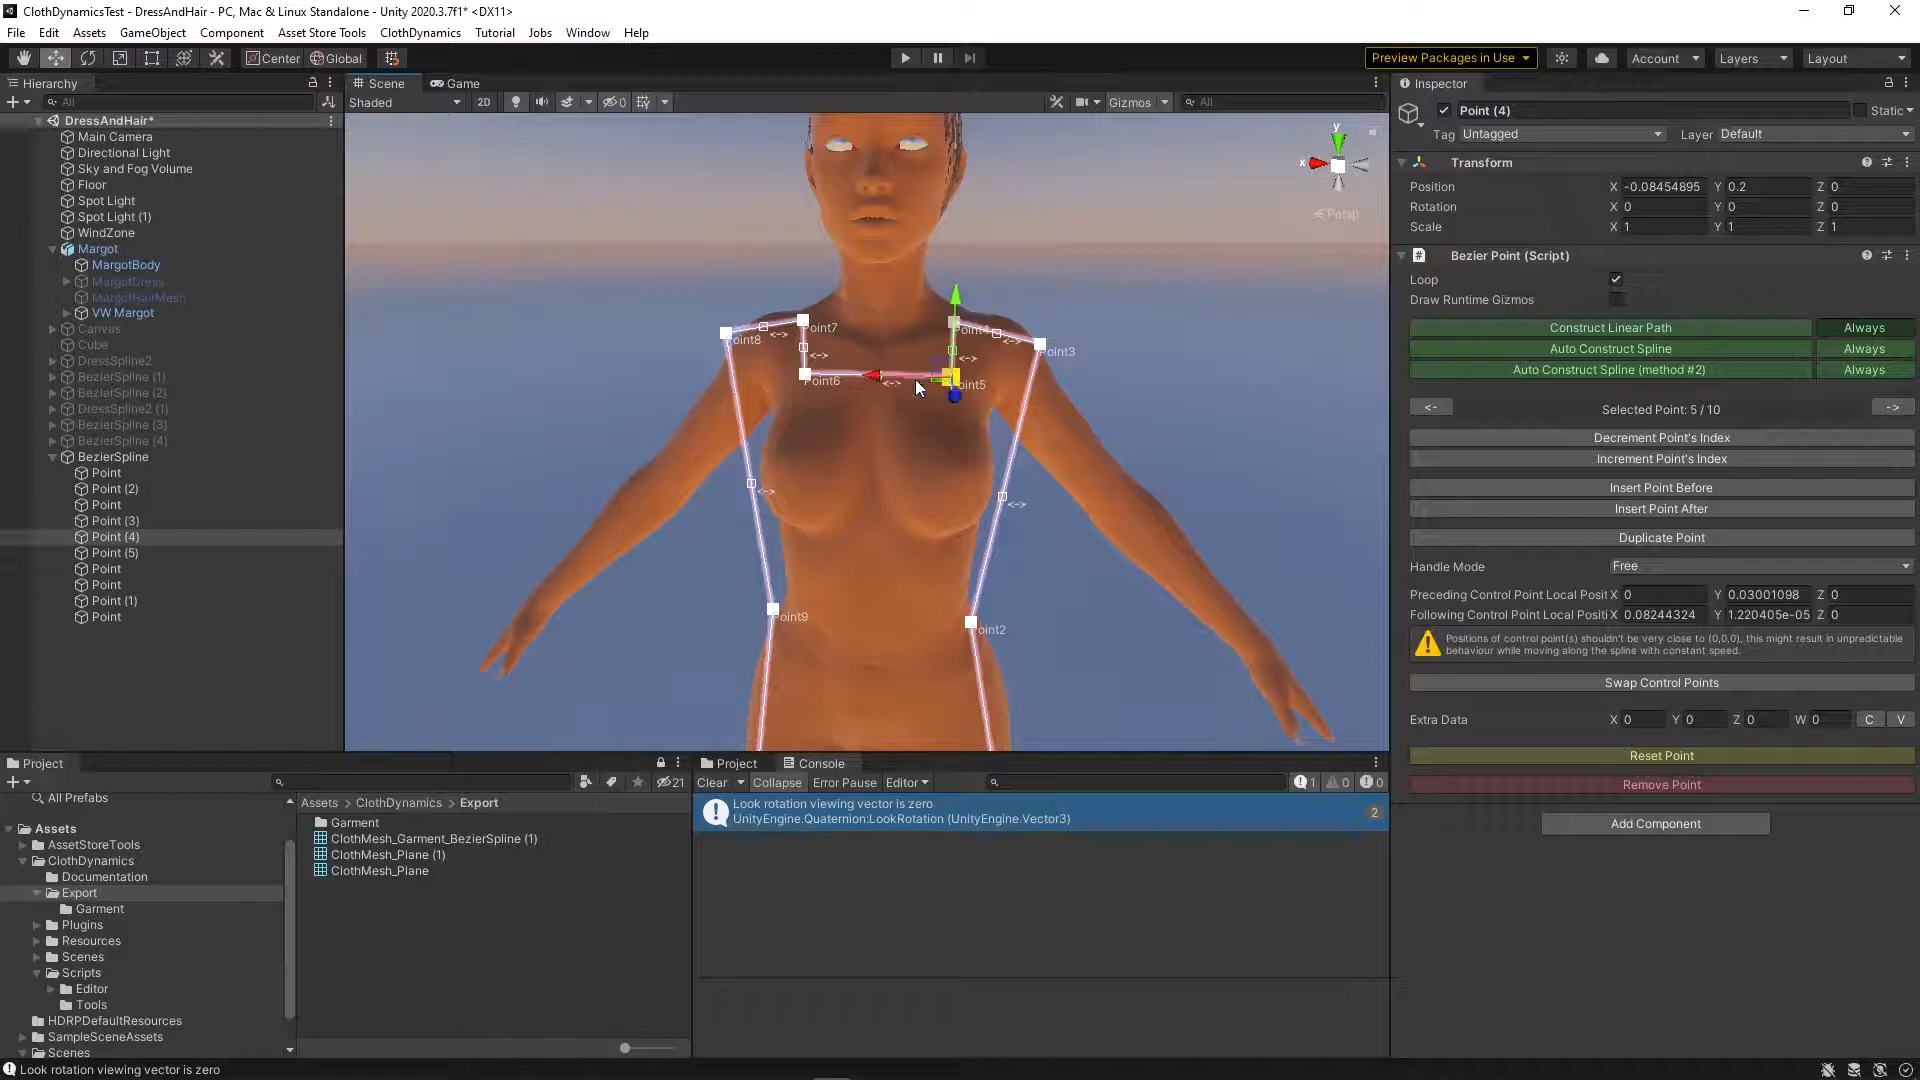 ClothDynamicsTest - DressAndHair - PC, Mac & Linux Standalone - Unity 2020.3.7f1* <DX11>
File Edit Assets GameObject Component Asset Store Tools ClothDynamics Tutorial Jobs Window Help
Center Global Preview Packages in Use Account Layers Layout
Hierarchy
All
DressAndHair*
Main Camera
Directional Light
Sky and Fog Volume
Floor
Spot Light
Spot Light (1)
WindZone
Margot
MargotBody
MargotDress
MargotHairMesh
VW Margot
Canvas
Cube
DressSpline2
BezierSpline (1)
BezierSpline (2)
DressSpline2 (1)
BezierSpline (3)
BezierSpline (4)
BezierSpline
Point
Point (2)
Point
Point (3)
Point (4)
Point (5)
Point
Point
Point (1)
Point
Scene Game
Shaded 2D 0 Gizmos All
y
x
Persp
Point7
Point4
Point8
Point3
Point6
Point5
Point9
Point2
Inspector
Point (4) Static
Tag Untagged Layer Default
Transform
Position X -0.08454895 Y 0.2 Z 0
Rotation X 0 Y 0 Z 0
Scale X 1 Y 1 Z 1
Bezier Point (Script)
Loop
Draw Runtime Gizmos
Construct Linear Path Always
Auto Construct Spline Always
Auto Construct Spline (method #2) Always
<- Selected Point: 5 / 10 ->
Decrement Point's Index
Increment Point's Index
Insert Point Before
Insert Point After
Duplicate Point
Handle Mode Free
Preceding Control Point Local Posit X 0 Y 0.03001098 Z 0
Following Control Point Local Positi X 0.08244324 Y 1.220405e-05 Z 0
Positions of control point(s) shouldn't be very close to (0,0,0), this might result in unpredictable
behaviour while moving along the spline with constant speed.
Swap Control Points
Extra Data X 0 Y 0 Z 0 W 0 C V
Reset Point
Remove Point
Add Component
Project
21
All Prefabs
Assets
AssetStoreTools
ClothDynamics
Documentation
Export
Garment
Plugins
Resources
Scenes
Scripts
Editor
Tools
HDRPDefaultResources
SampleSceneAssets
Scenes
Assets > ClothDynamics > Export
Garment
ClothMesh_Garment_BezierSpline (1)
ClothMesh_Plane (1)
ClothMesh_Plane
Project Console
Clear Collapse Error Pause Editor 1 0 0
Look rotation viewing vector is zero
UnityEngine.Quaternion:LookRotation (UnityEngine.Vector3)
2
Look rotation viewing vector is zero